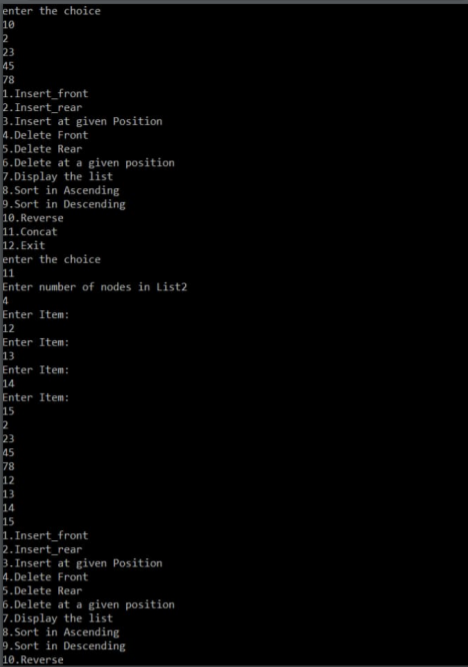 enter the choice
10
2
23
45
78
1.Insert_front
2.Insert_rear
3.Insert at given Position
4.Delete Front
5.Delete Rear
6.Delete at a given position
7.Display the list
8.Sort in Ascending
9.Sort in Descending
10.Reverse
11.Concat
12.Exit
enter the choice
11
Enter number of nodes in List2
4
Enter Item:
12
Enter Item:
13
Enter Item:
14
Enter Item:
15
2
23
45
78
12
13
14
15
1.Insert_front
2.Insert_rear
3.Insert at given Position
4.Delete Front
5.Delete Rear
6.Delete at a given position
7.Display the list
8.Sort in Ascending
9.Sort in Descending
10.Reverse